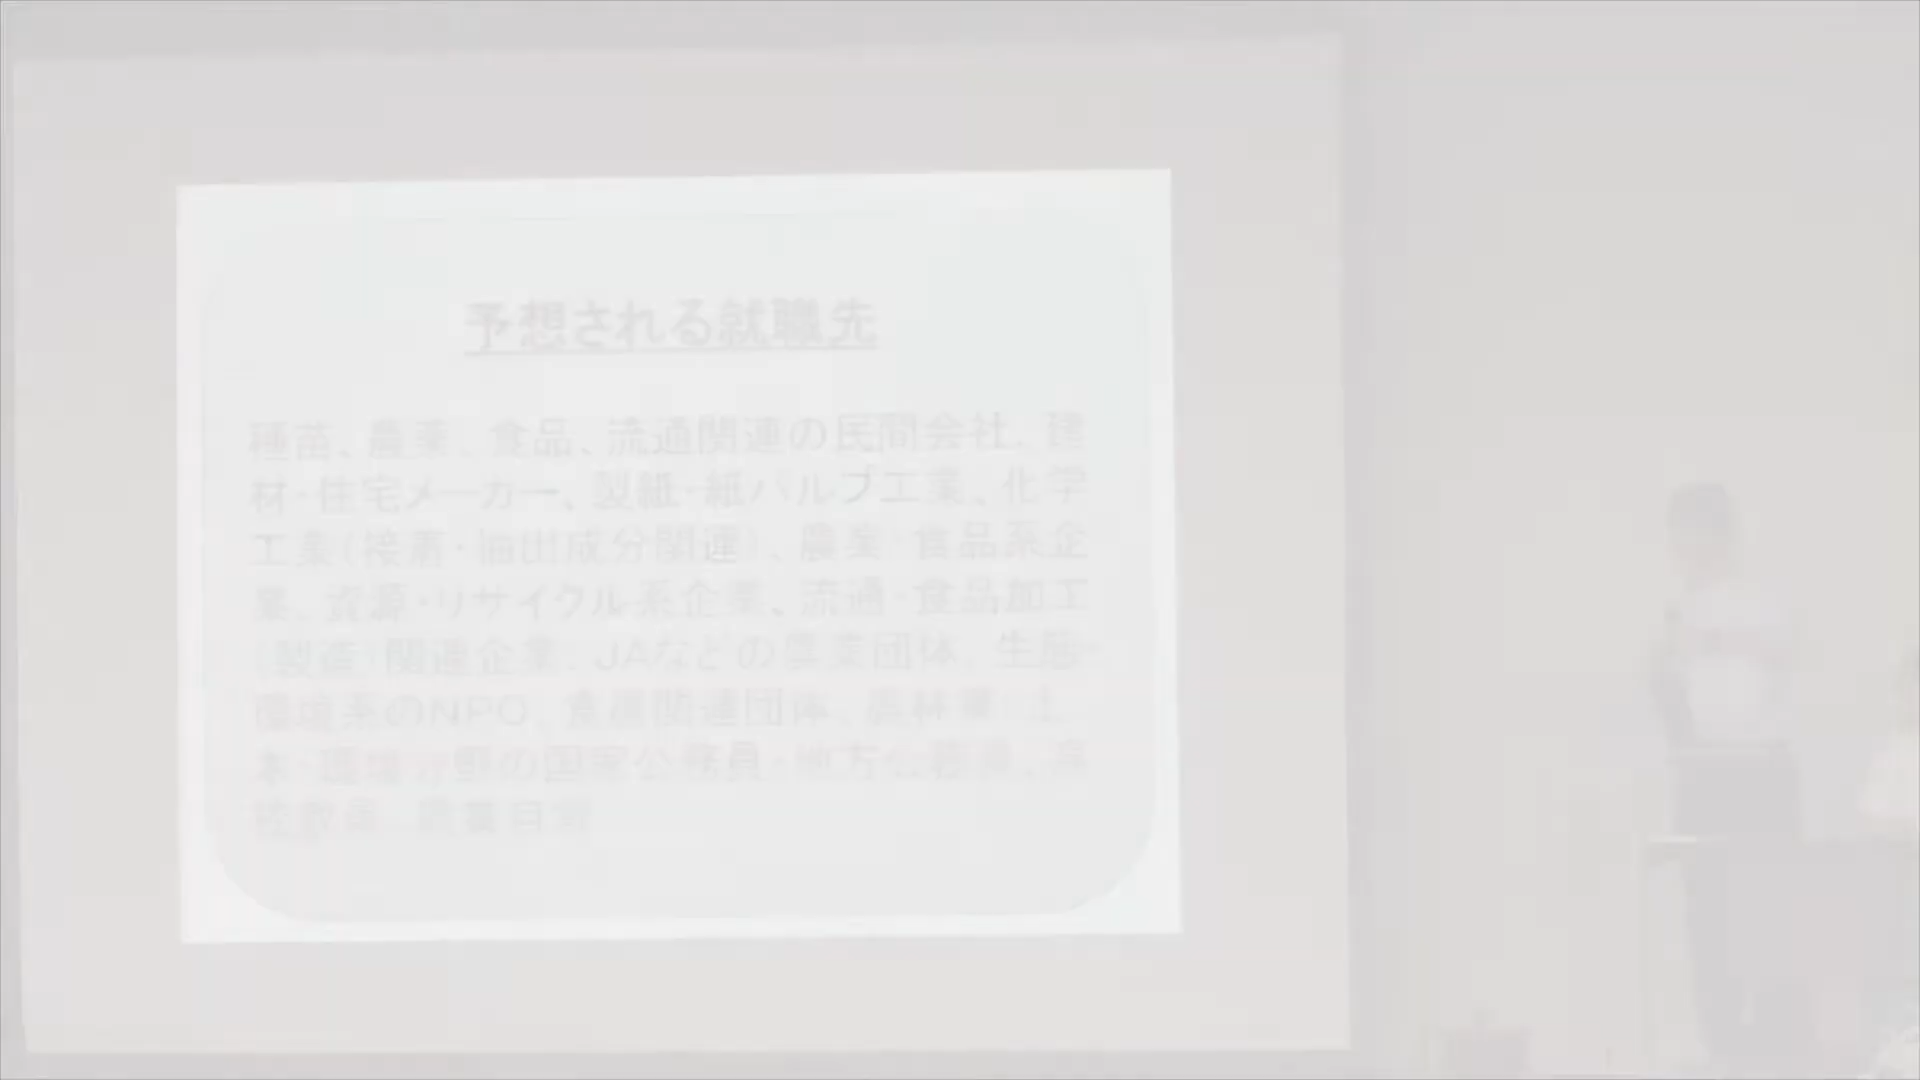 予想される就職先
種苗、農業、食品、流通関連の民間会社、建
材・住宅メーカー、製紙・紙パルプ工業、化学
工業(接着・抽出成分関連)、農業・食品系企
業、資源・リサイクル系企業、流通・食品加工
(製造)関連企業、JAなどの農業団体、生態・
環境系のNPO、食運関連団体、農林業・土
木・環境分野の国家公務員・地方公務員、高
校教員、農業自営